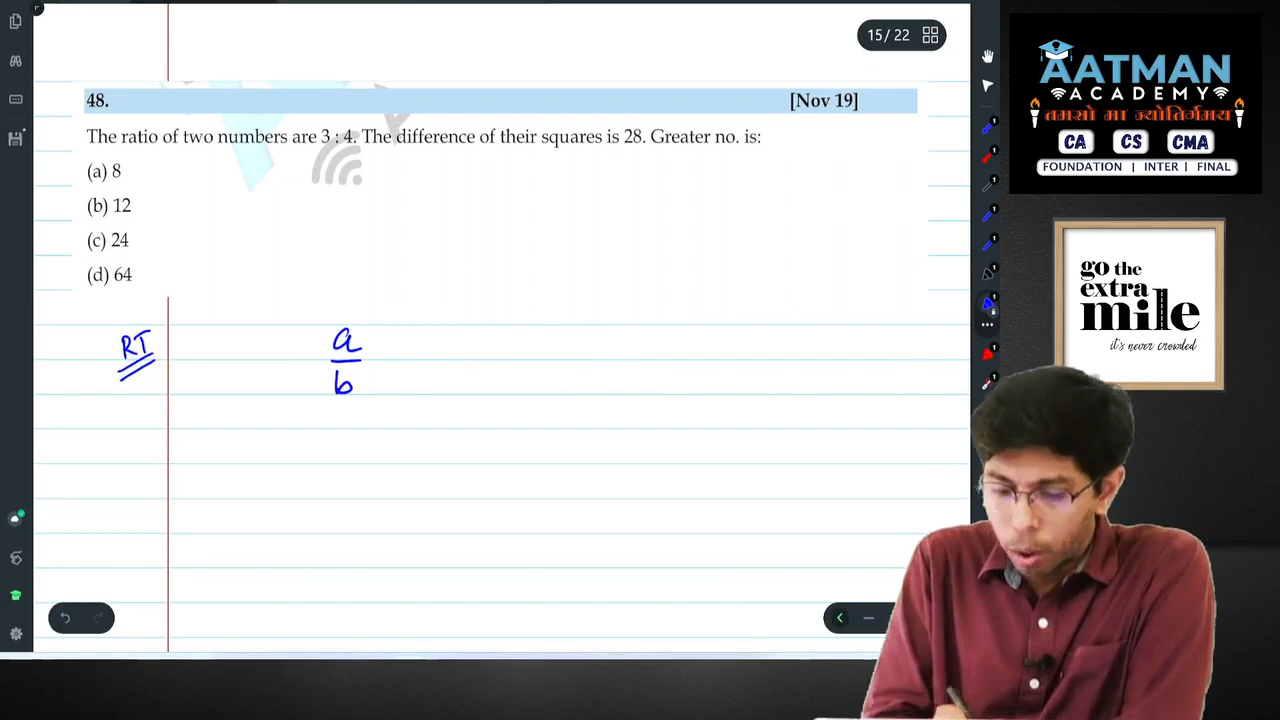 15/ 22
48. [Nov 19]
The ratio of two numbers are 3 : 4. The difference of their squares is 28. Greater no. is:
(a) 8
(b) 12
(c) 24
(d) 64
RT
a
b
AATMAN
ACADEMY
तमसो मा ज्योतिर्गमय
CA CS CMA
FOUNDATION | INTER | FINAL
go the
extra
mile
it's never crowded